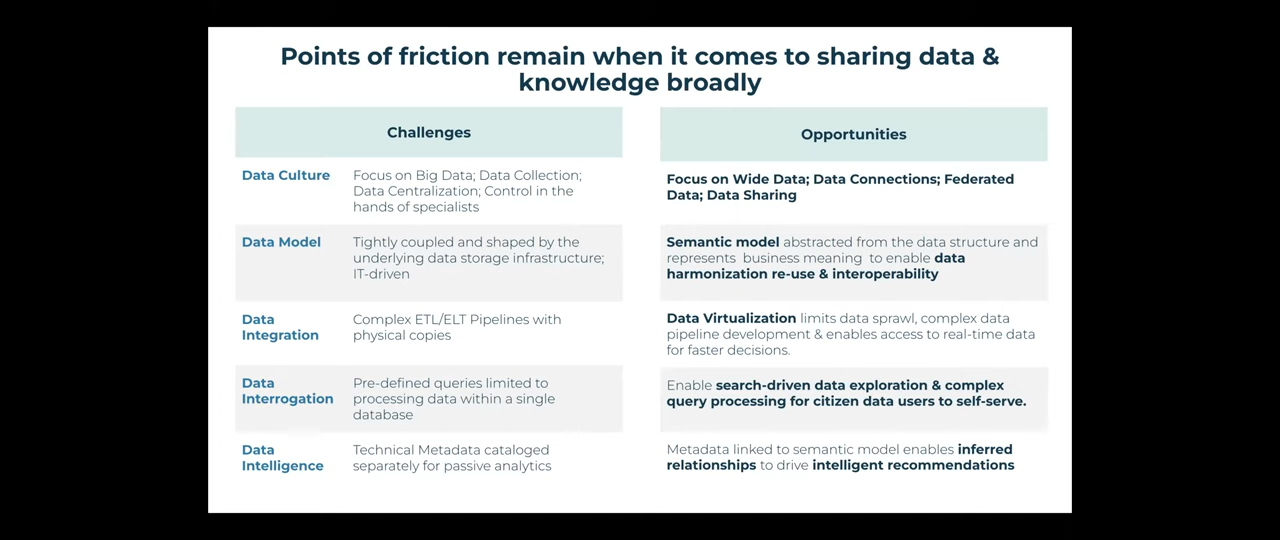 Points of friction remain when it comes to sharing data &
knowledge broadly
Challenges
Opportunities
Data Culture
Focus on Big Data; Data Collection;
Data Centralization; Control in the
hands of specialists
Focus on Wide Data; Data Connections; Federated
Data; Data Sharing
Data Model
Tightly coupled and shaped by the
underlying data storage infrastructure;
IT-driven
Semantic model abstracted from the data structure and
represents business meaning to enable data
harmonization re-use & interoperability
Data
Integration
Complex ETL/ELT Pipelines with
physical copies
Data Virtualization limits data sprawl, complex data
pipeline development & enables access to real-time data
for faster decisions.
Data
Interrogation
Pre-defined queries limited to
processing data within a single
database
Enable search-driven data exploration & complex
query processing for citizen data users to self-serve.
Data
Intelligence
Technical Metadata cataloged
separately for passive analytics
Metadata linked to semantic model enables inferred
relationships to drive intelligent recommendations